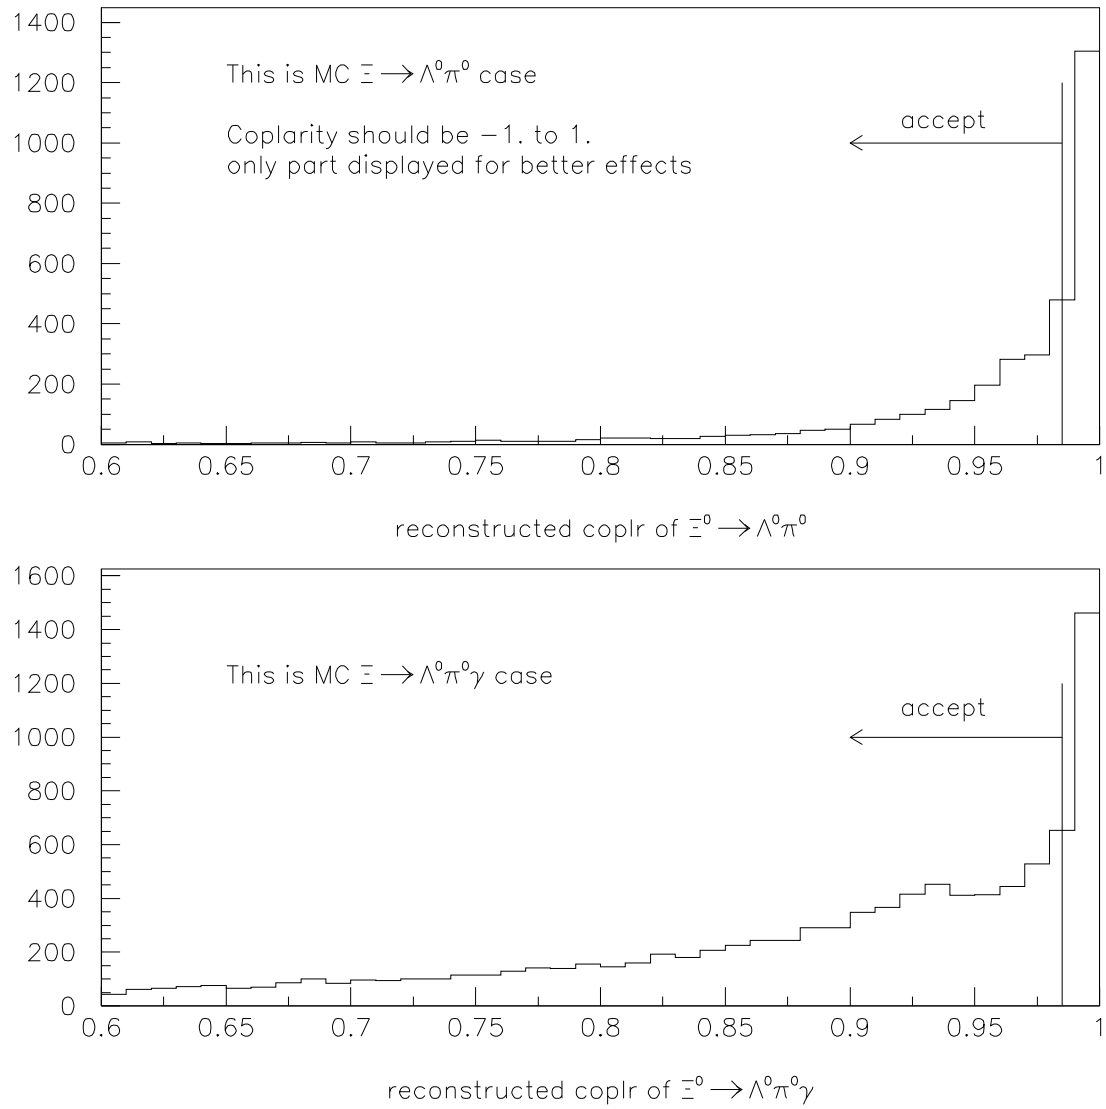 1400
1200
1000
800
600
400
200
0
This is MC Ξ→Λ⁰π⁰ case
Coplarity should be −1. to 1.
only part displayed for better effects
accept
0.6 0.65 0.7 0.75 0.8 0.85 0.9 0.95 1
reconstructed coplr of Ξ⁰→Λ⁰π⁰
1600
1400
1200
1000
800
600
400
200
0
This is MC Ξ→Λ⁰π⁰γ case
accept
0.6 0.65 0.7 0.75 0.8 0.85 0.9 0.95 1
reconstructed coplr of Ξ⁰→Λ⁰π⁰γ